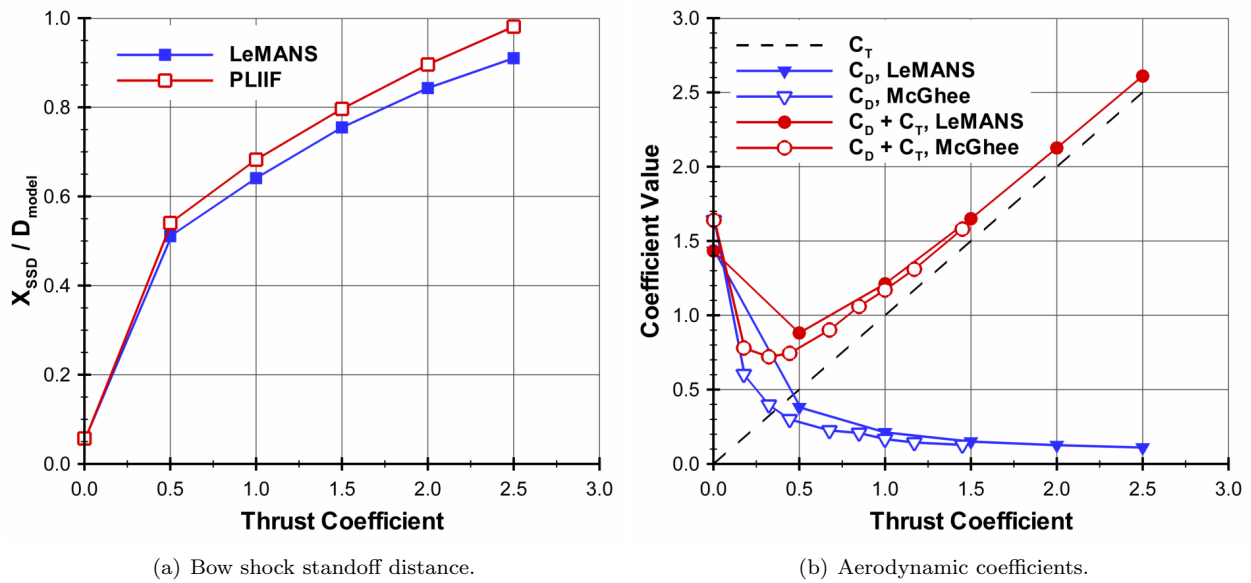 1.0
0.8
0.6
0.4
0.2
0.0
X_SSD / D_model
LeMANS
PLIIF
0.0 0.5 1.0 1.5 2.0 2.5 3.0
Thrust Coefficient
(a) Bow shock standoff distance.
3.0
2.5
2.0
1.5
1.0
0.5
0.0
Coefficient Value
C_T
C_D, LeMANS
C_D, McGhee
C_D + C_T, LeMANS
C_D + C_T, McGhee
0.0 0.5 1.0 1.5 2.0 2.5 3.0
Thrust Coefficient
(b) Aerodynamic coefficients.